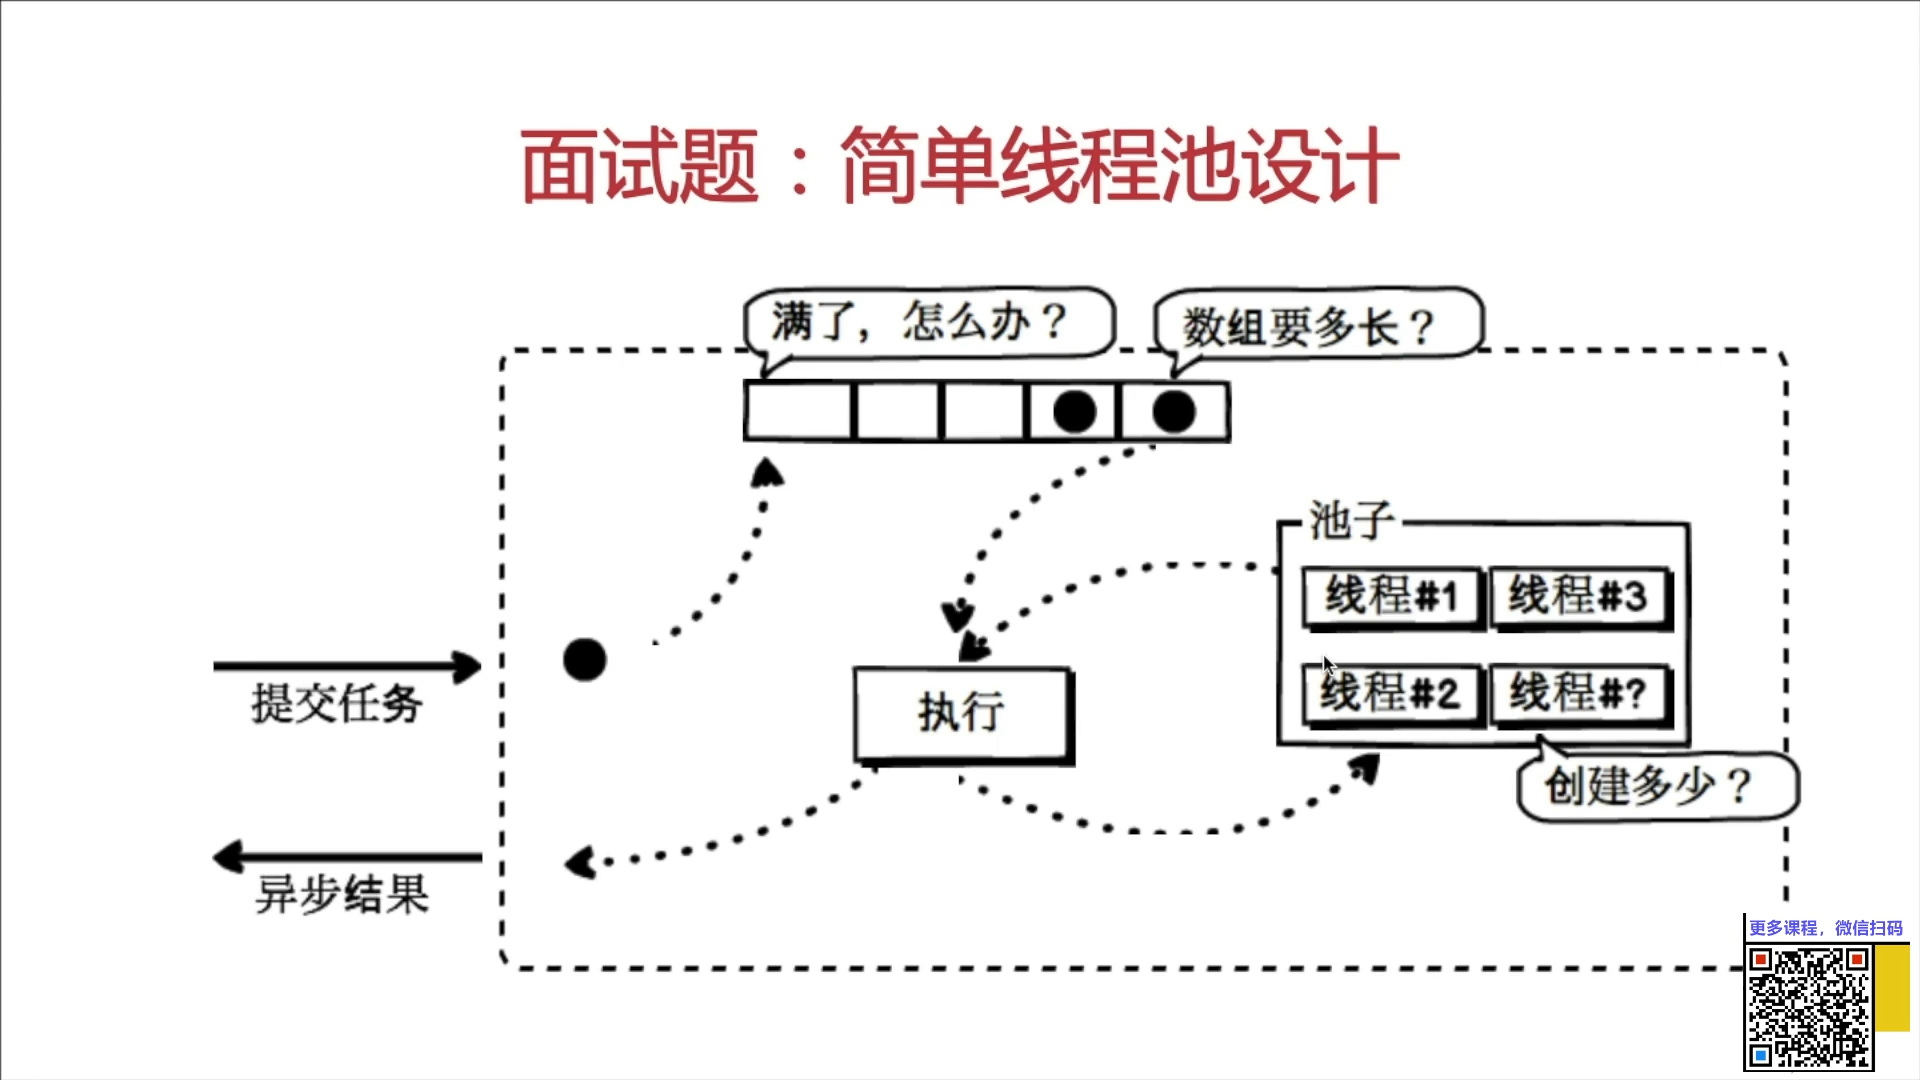 面试题：简单线程池设计
满了，怎么办？
数组要多长？
池子
线程#1
线程#3
线程#2
线程#?
创建多少？
提交任务
执行
异步结果
更多课程，微信扫码